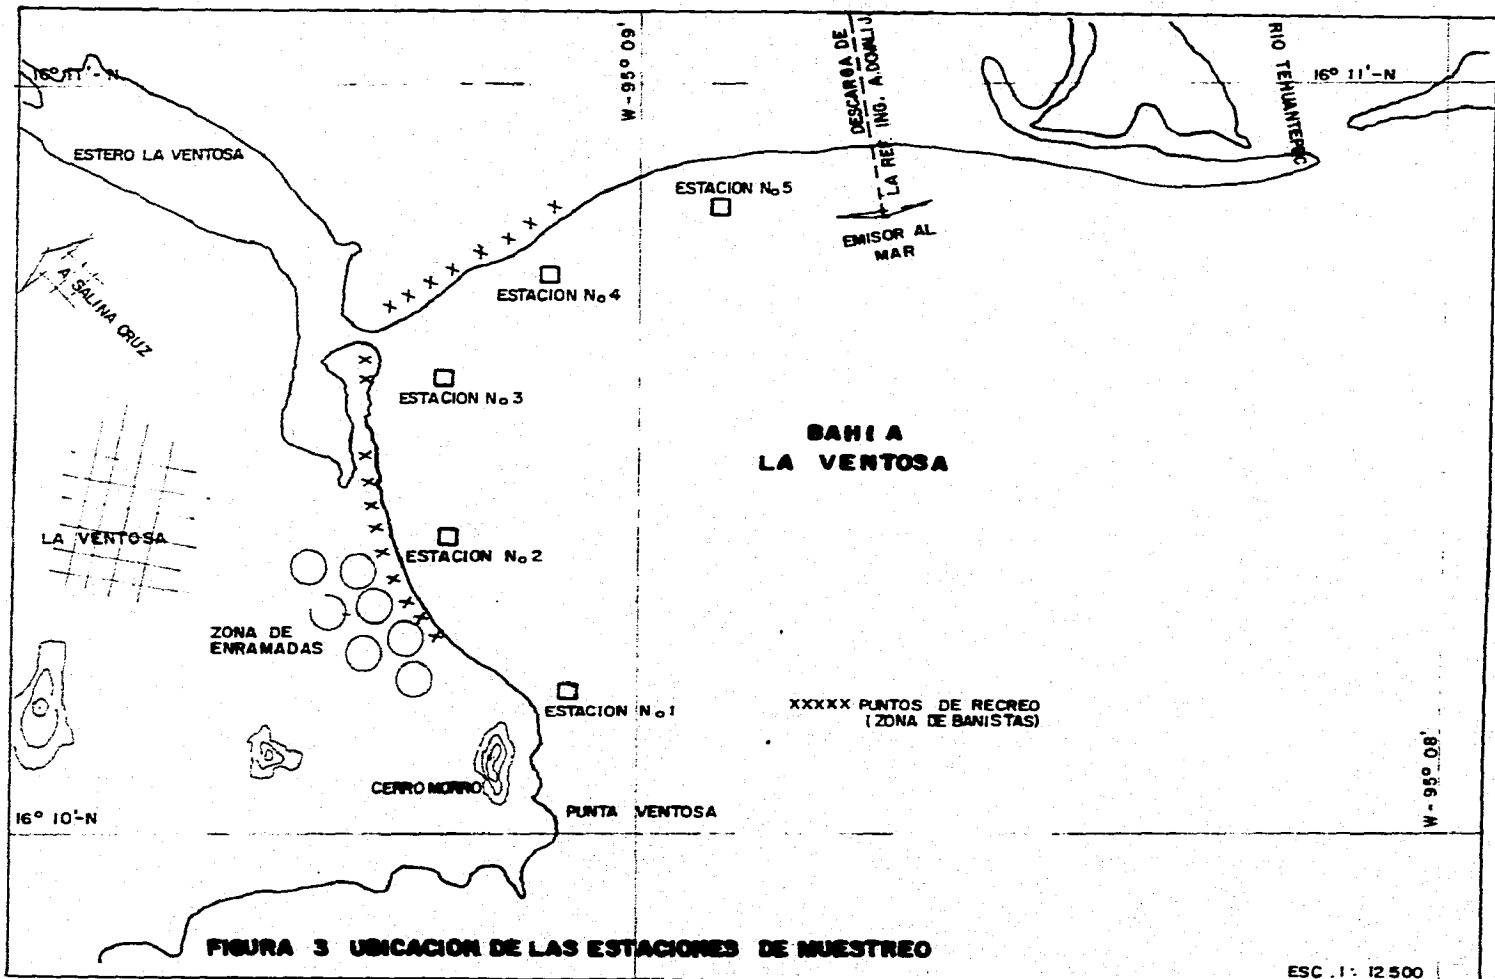 16° 11'-N
W-95° 09'
DESCARGA DE
LA REF. ING. A. DOVALI J.
RIO TEHUANTEPEC
16° 11'-N
ESTERO LA VENTOSA
ESTACION No 5
EMISOR AL
MAR
A SALINA CRUZ
ESTACION No 4
ESTACION No 3
BAHIA
LA VENTOSA
LA VENTOSA
ESTACION No 2
ZONA DE
ENRAMADAS
ESTACION No 1
XXXXX PUNTOS DE RECREO
(ZONA DE BANISTAS)
CERRO MORRO
PUNTA VENTOSA
16° 10'-N
W-95° 08'
FIGURA 3 UBICACION DE LAS ESTACIONES DE MUESTREO
ESC. 1: 12 500